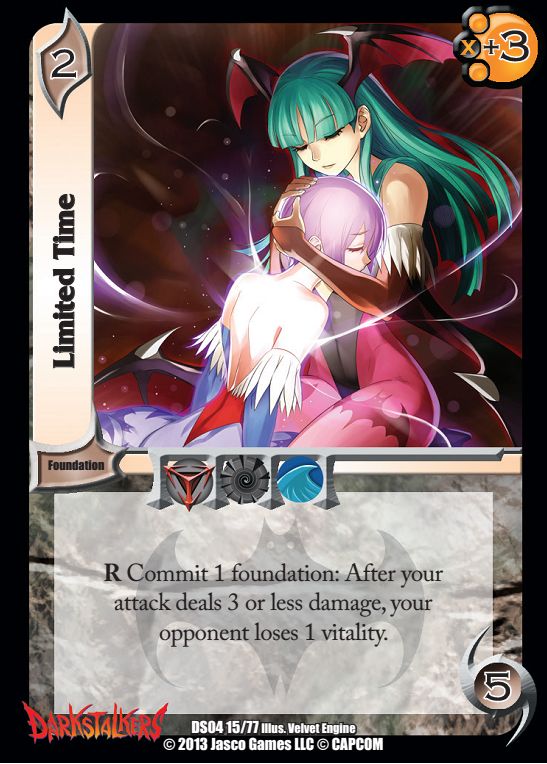 2
X+3
Limited Time
Foundation
R Commit 1 foundation: After your
attack deals 3 or less damage, your
opponent loses 1 vitality.
5
DARKSTALKERS
DS04 15/77 Illus. Velvet Engine
© 2013 Jasco Games LLC © CAPCOM